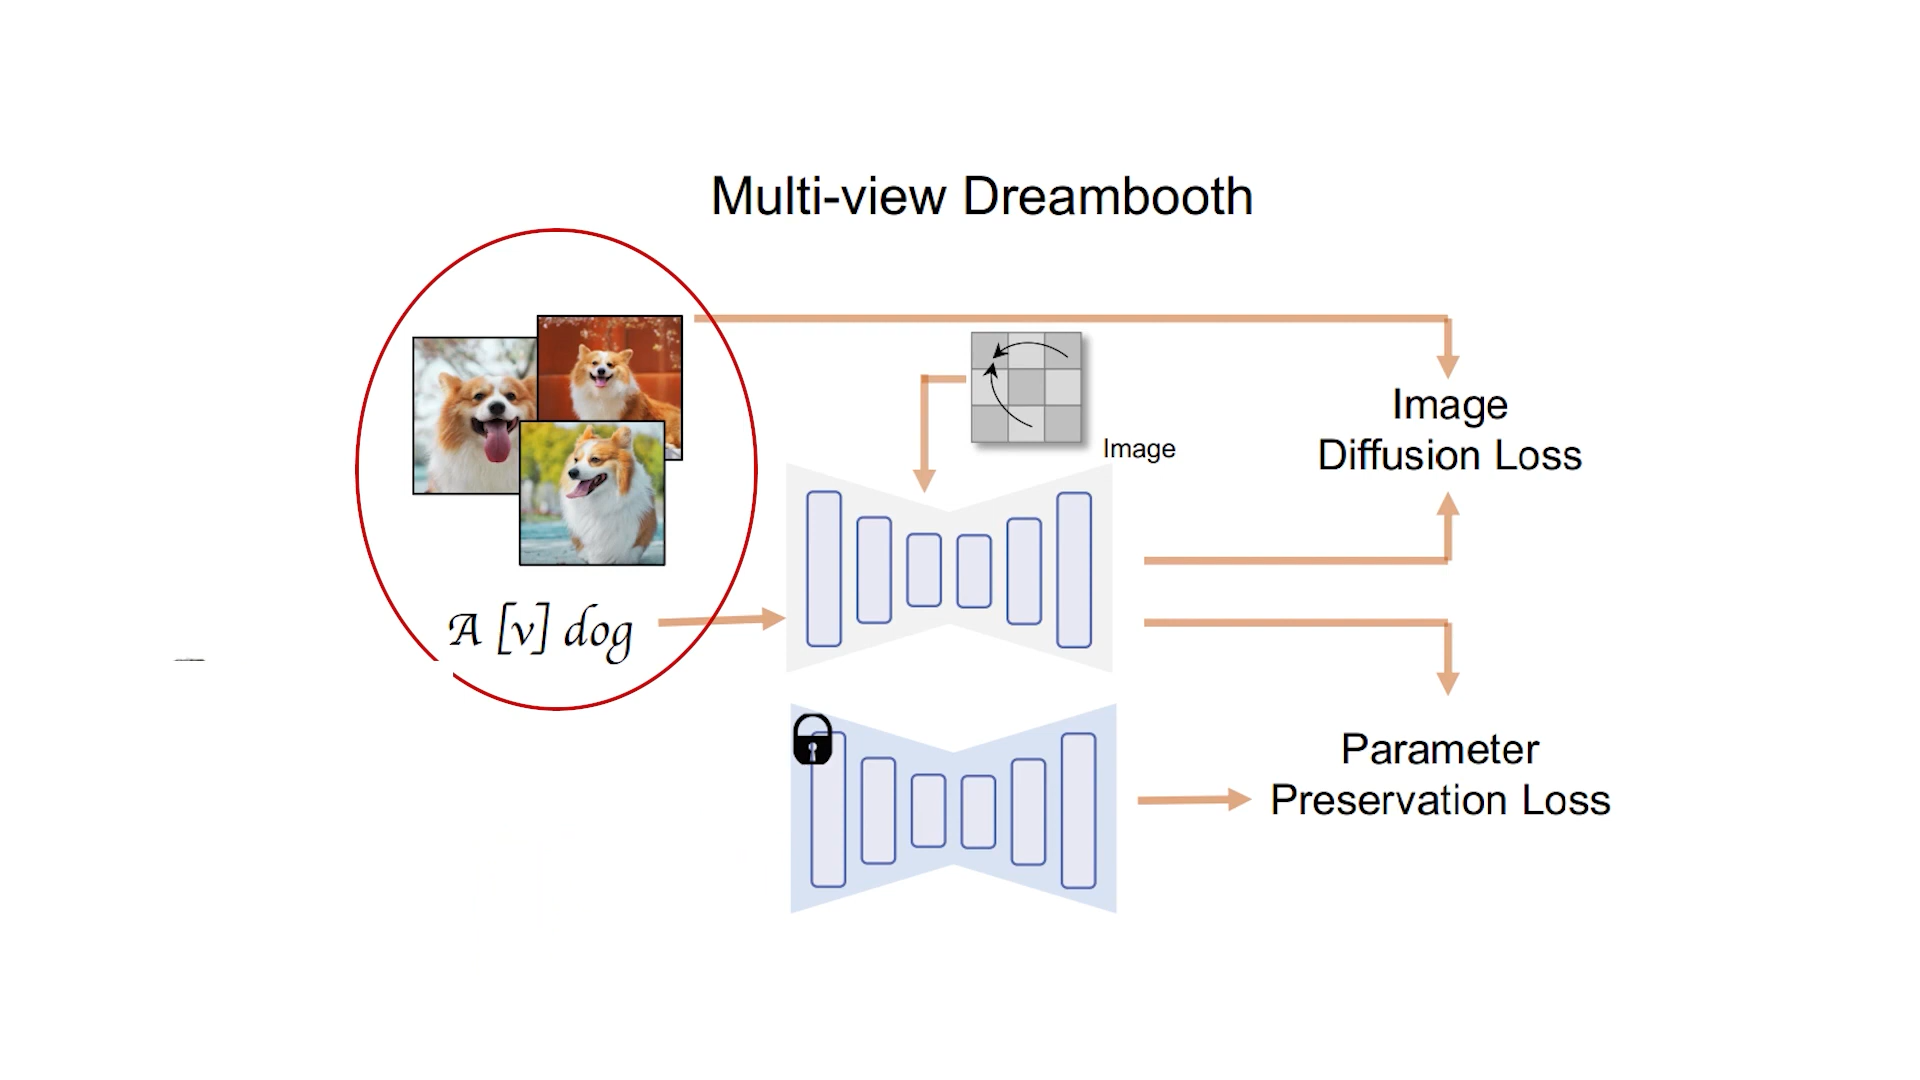 Multi-view Dreambooth
Image
Image
Diffusion Loss
A [v] dog
Parameter
Preservation Loss